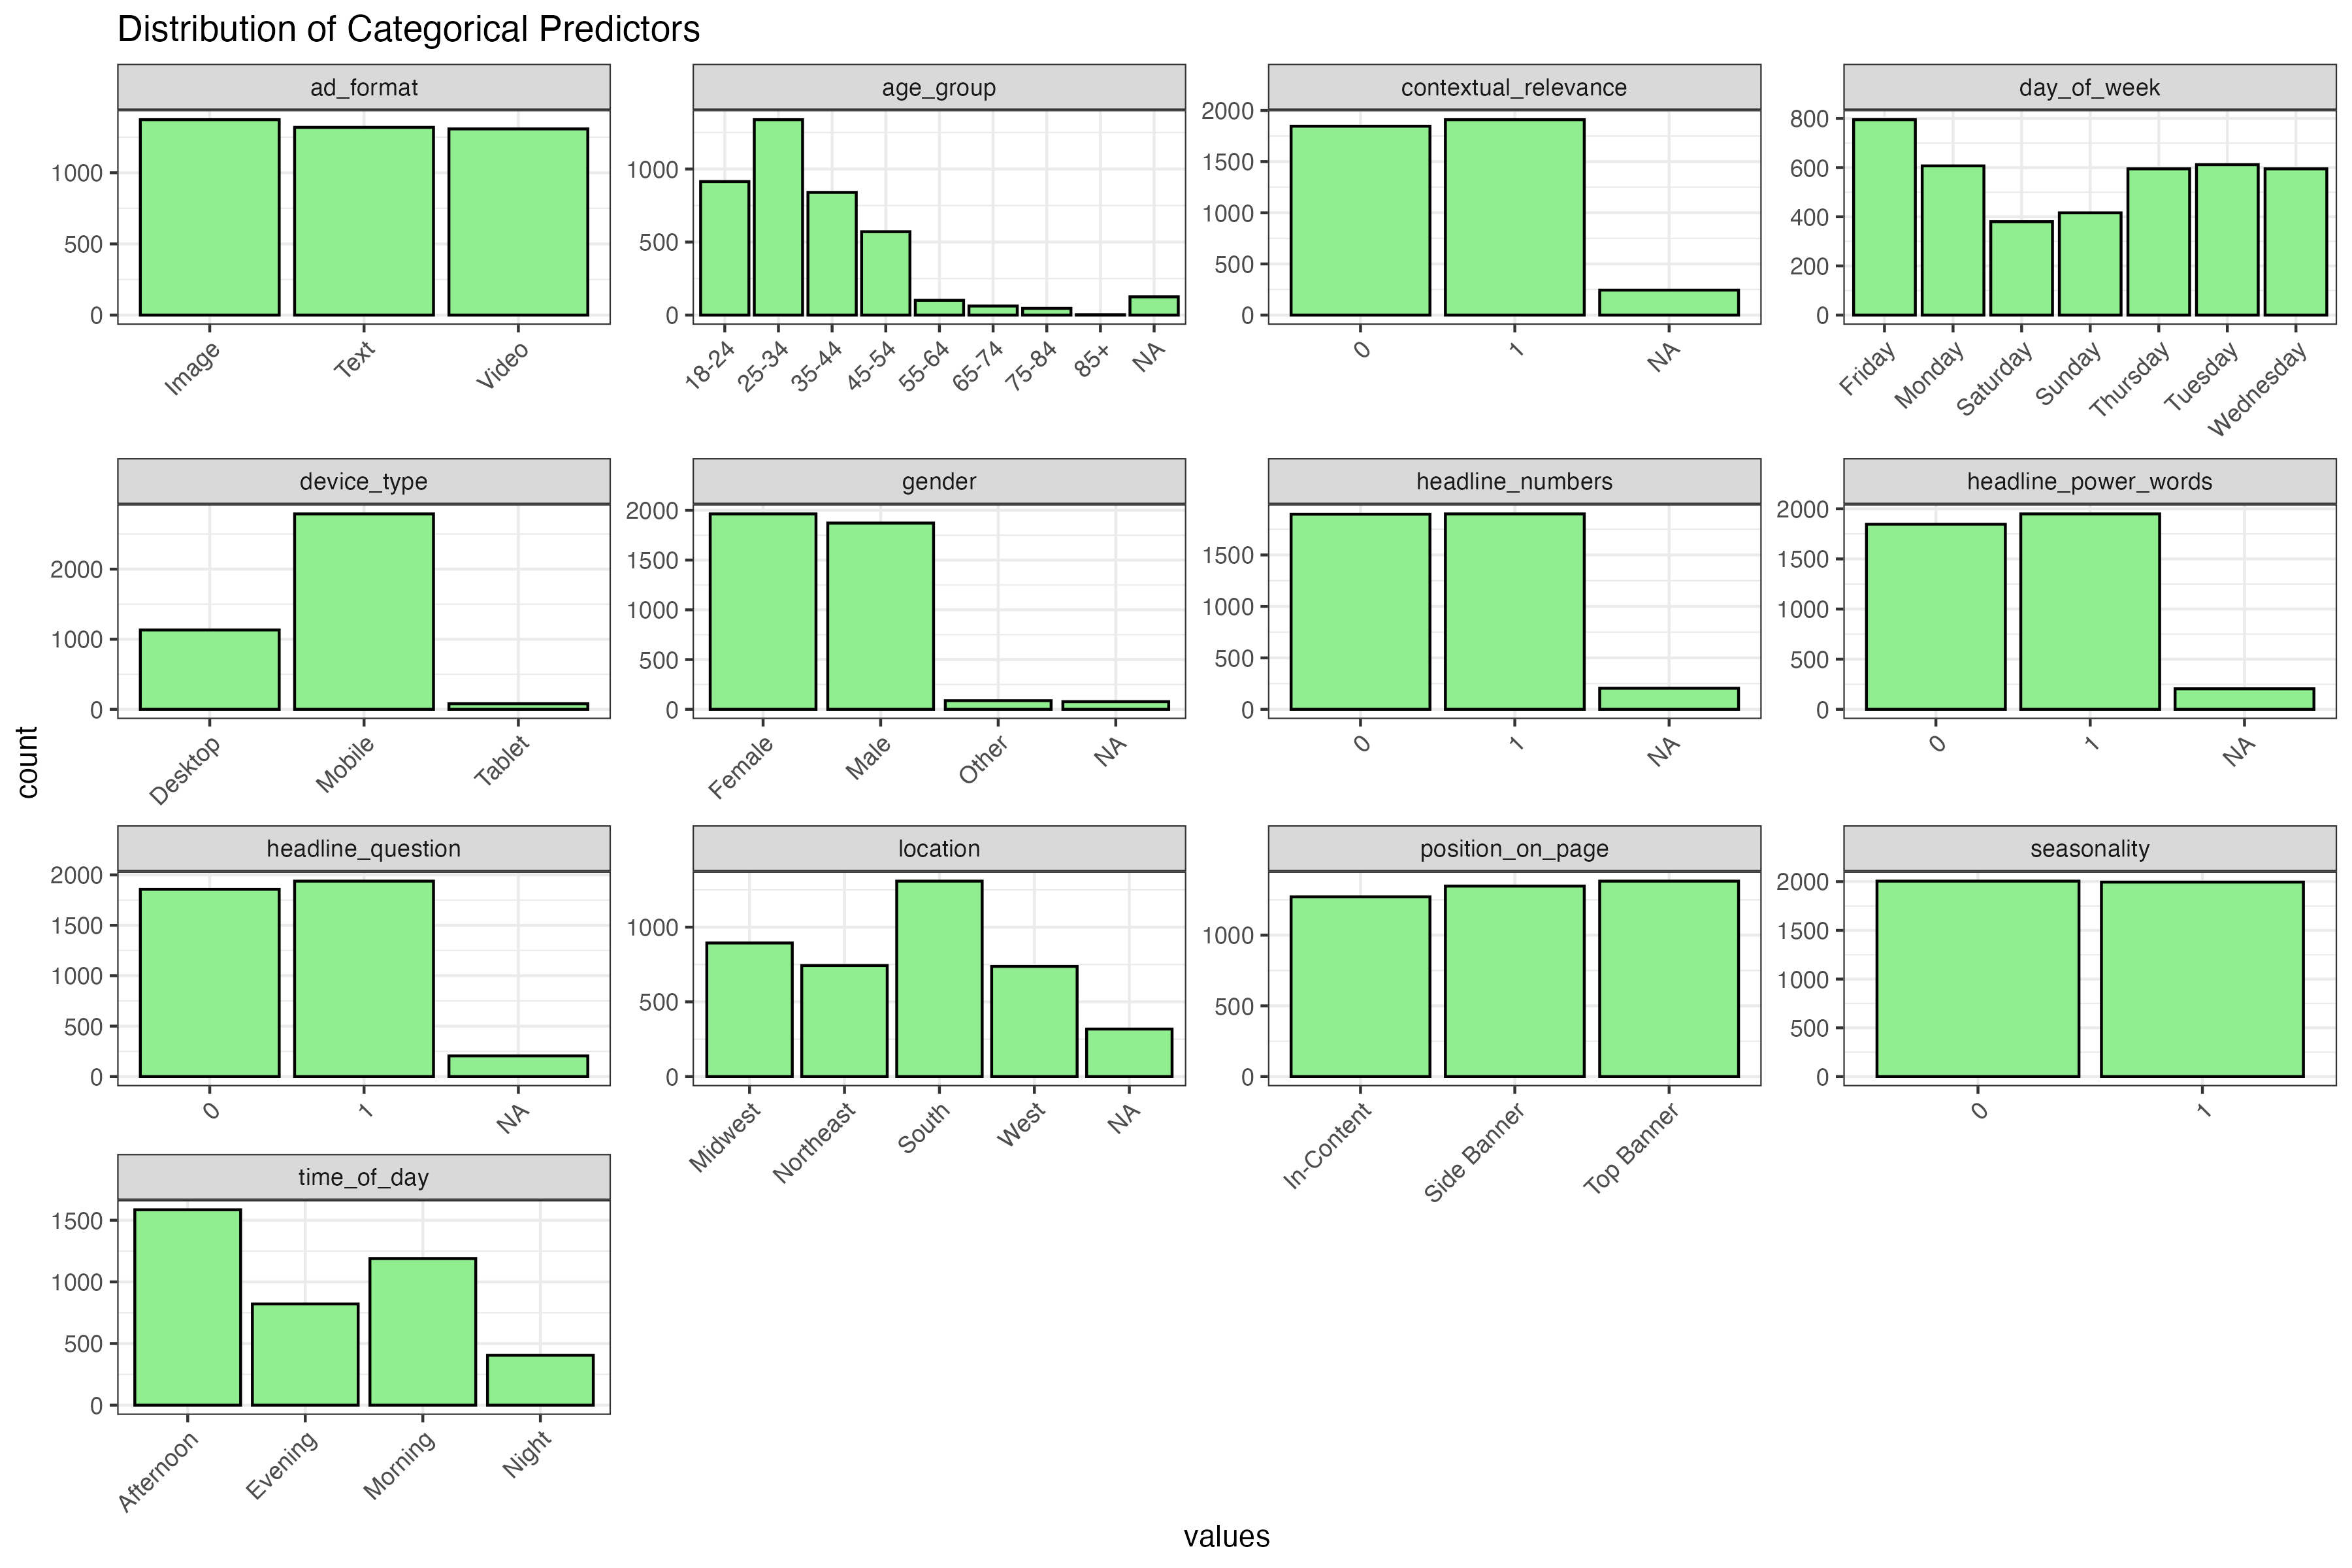 Distribution of Categorical Predictors
ad_format
age_group
contextual_relevance
day_of_week
1000
500
0
Image
Text
Video
1000
500
0
18-24
25-34
35-44
45-54
55-64
65-74
75-84
85+
NA
2000
1500
1000
500
0
0
1
NA
800
600
400
200
0
Friday
Monday
Saturday
Sunday
Thursday
Tuesday
Wednesday
device_type
gender
headline_numbers
headline_power_words
2000
1000
0
Desktop
Mobile
Tablet
2000
1500
1000
500
0
Female
Male
Other
NA
1500
1000
500
0
0
1
NA
2000
1500
1000
500
0
0
1
NA
count
headline_question
location
position_on_page
seasonality
2000
1500
1000
500
0
0
1
NA
1000
500
0
Midwest
Northeast
South
West
NA
1000
500
0
In-Content
Side Banner
Top Banner
2000
1500
1000
500
0
0
1
time_of_day
1500
1000
500
0
Afternoon
Evening
Morning
Night
values